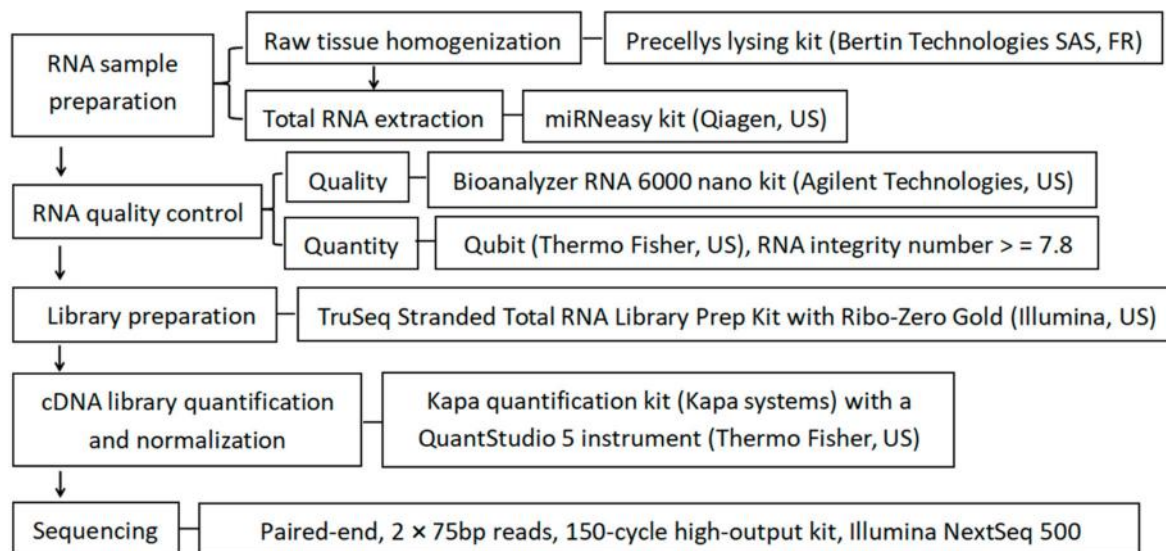 RNA sample
preparation
Raw tissue homogenization
Precellys lysing kit (Bertin Technologies SAS, FR)
Total RNA extraction
miRNeasy kit (Qiagen, US)
RNA quality control
Quality
Bioanalyzer RNA 6000 nano kit (Agilent Technologies, US)
Quantity
Qubit (Thermo Fisher, US), RNA integrity number > = 7.8
Library preparation
TruSeq Stranded Total RNA Library Prep Kit with Ribo-Zero Gold (Illumina, US)
cDNA library quantification
and normalization
Kapa quantification kit (Kapa systems) with a
QuantStudio 5 instrument (Thermo Fisher, US)
Sequencing
Paired-end, 2 × 75bp reads, 150-cycle high-output kit, Illumina NextSeq 500